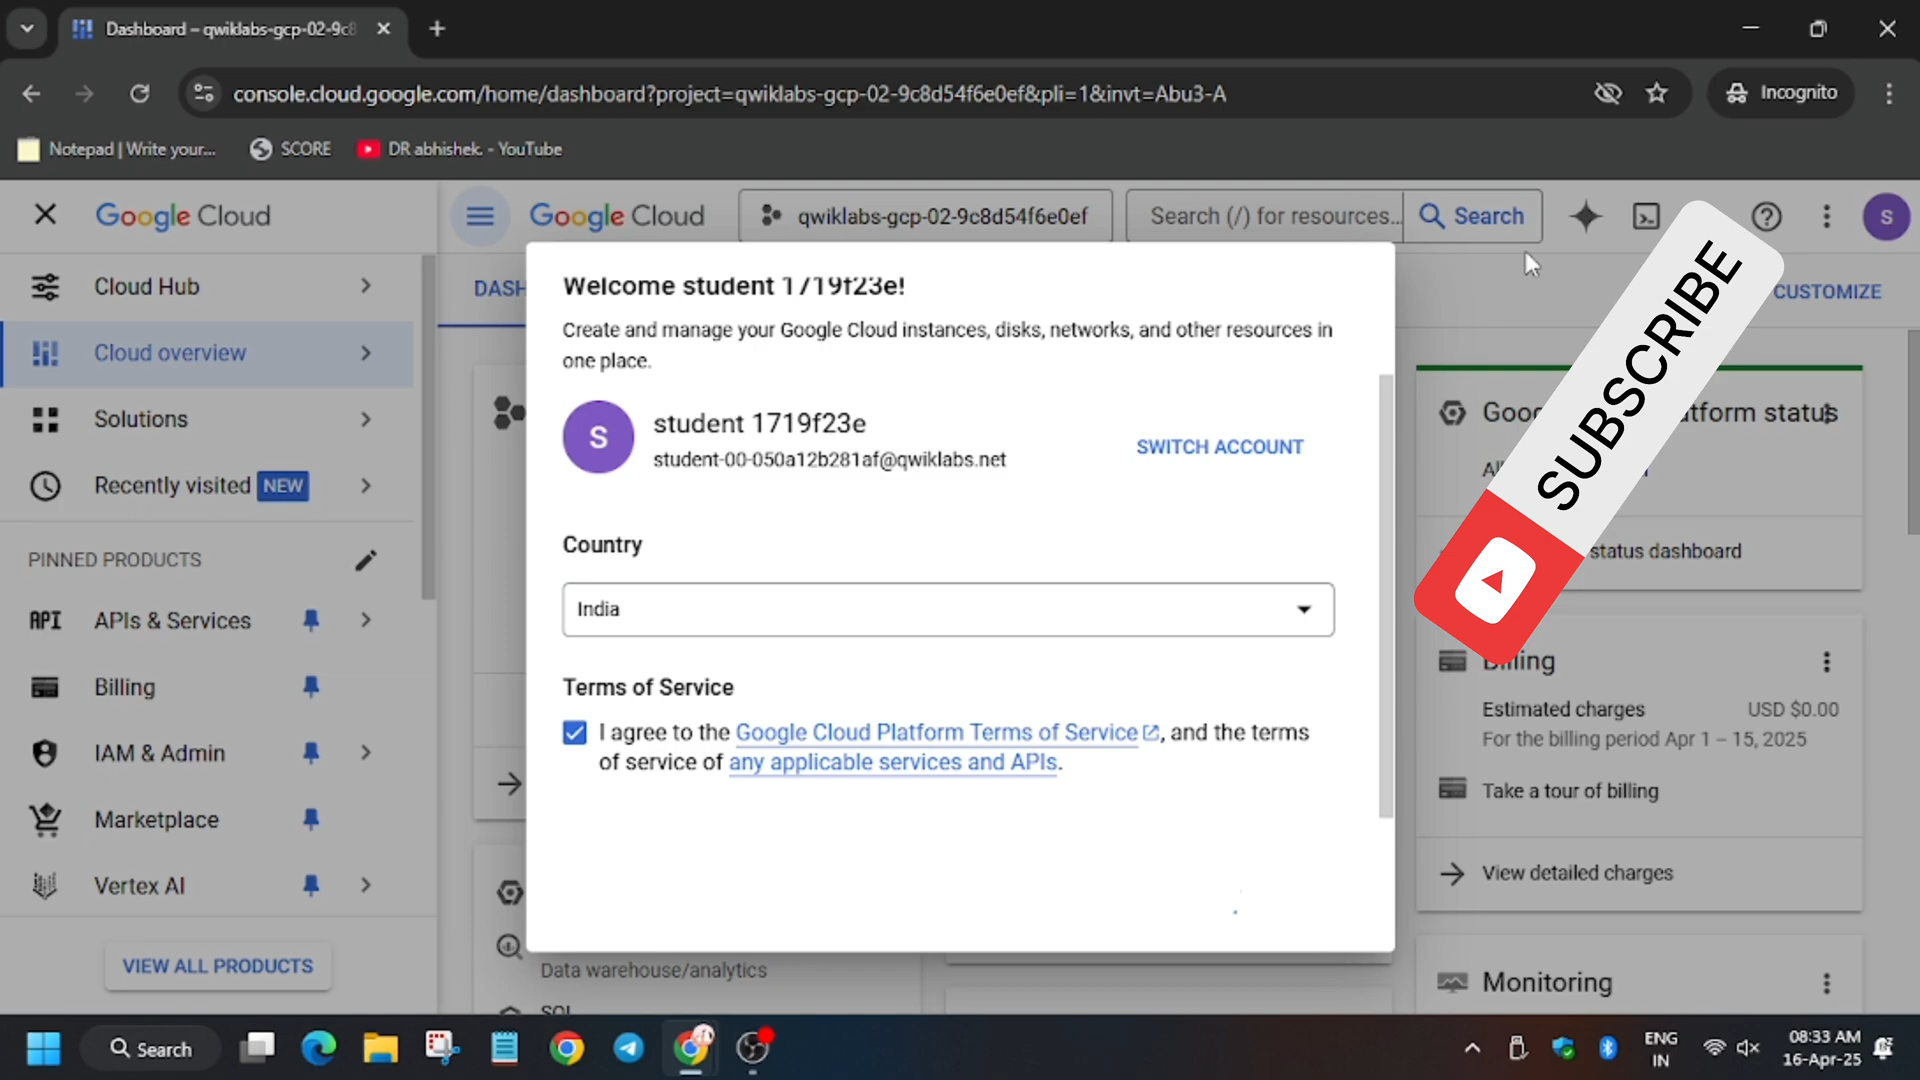 Dashboard – qwiklabs-gcp-02-9c8
console.cloud.google.com/home/dashboard?project=qwiklabs-gcp-02-9c8d54f6e0ef&pli=1&invt=Abu3-A
Incognito
Notepad | Write your...
SCORE
DR abhishek. - YouTube
Google Cloud
Google Cloud
qwiklabs-gcp-02-9c8d54f6e0ef
Search (/) for resources...
Search
S
Cloud Hub
DASH
CUSTOMIZE
Cloud overview
Solutions
Recently visited NEW
PINNED PRODUCTS
API APIs & Services
Billing
IAM & Admin
Marketplace
Vertex AI
VIEW ALL PRODUCTS
Welcome student 1719f23e!
Create and manage your Google Cloud instances, disks, networks, and other resources in
one place.
S
student 1719f23e
student-00-050a12b281af@qwiklabs.net
SWITCH ACCOUNT
Country
India
Terms of Service
I agree to the Google Cloud Platform Terms of Service, and the terms
of service of any applicable services and APIs.
Data warehouse/analytics
SQL
SUBSCRIBE
Goo atform status
All
status dashboard
Billing
Estimated charges USD $0.00
For the billing period Apr 1 – 15, 2025
Take a tour of billing
View detailed charges
Monitoring
Search
ENG
IN
08:33 AM
16-Apr-25